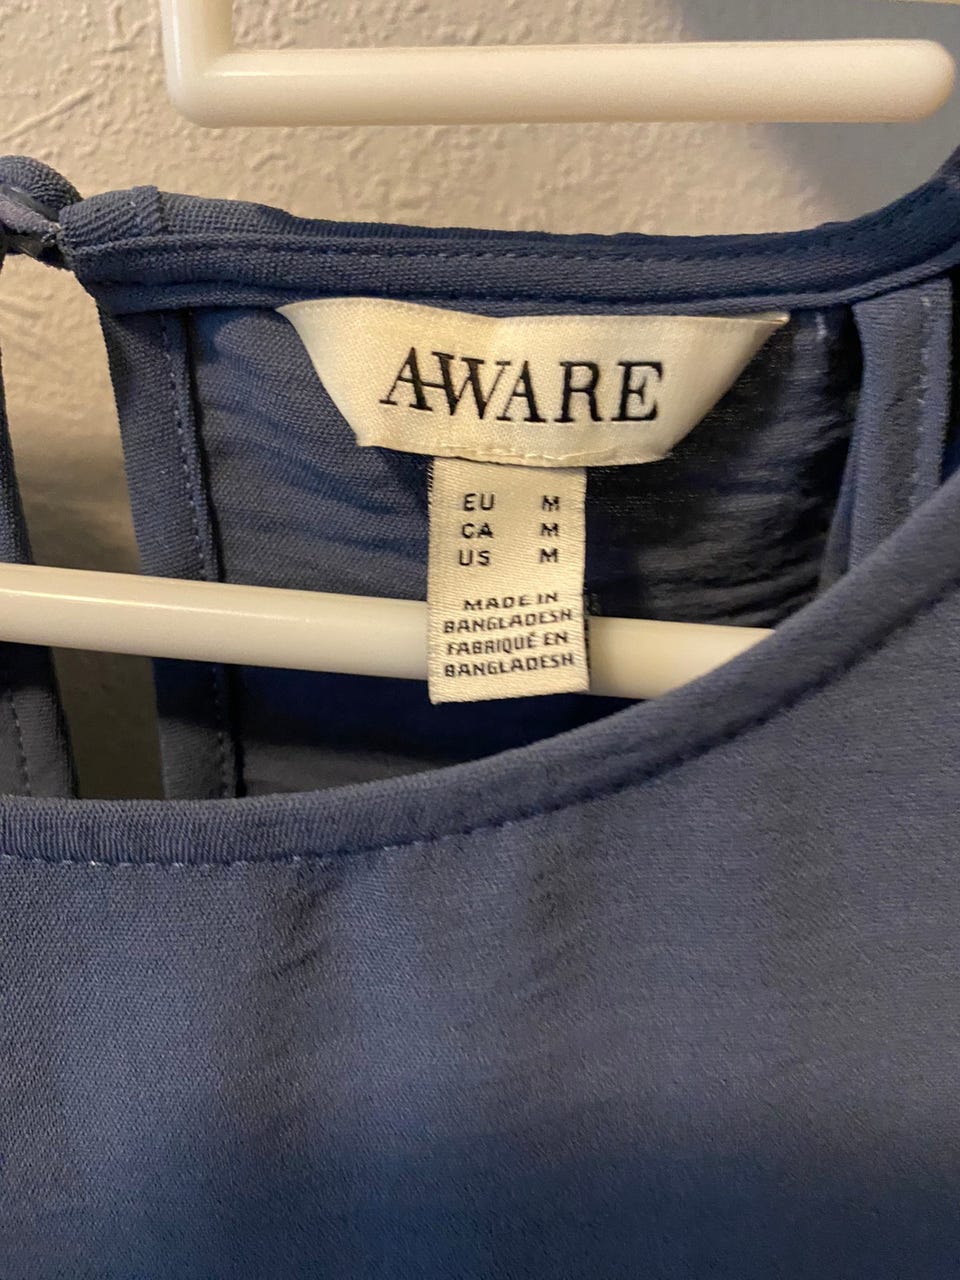 AWARE
EU M
CA M
US M
MADE IN
BANGLADESH
FABRIQUÉ EN
BANGLADESH